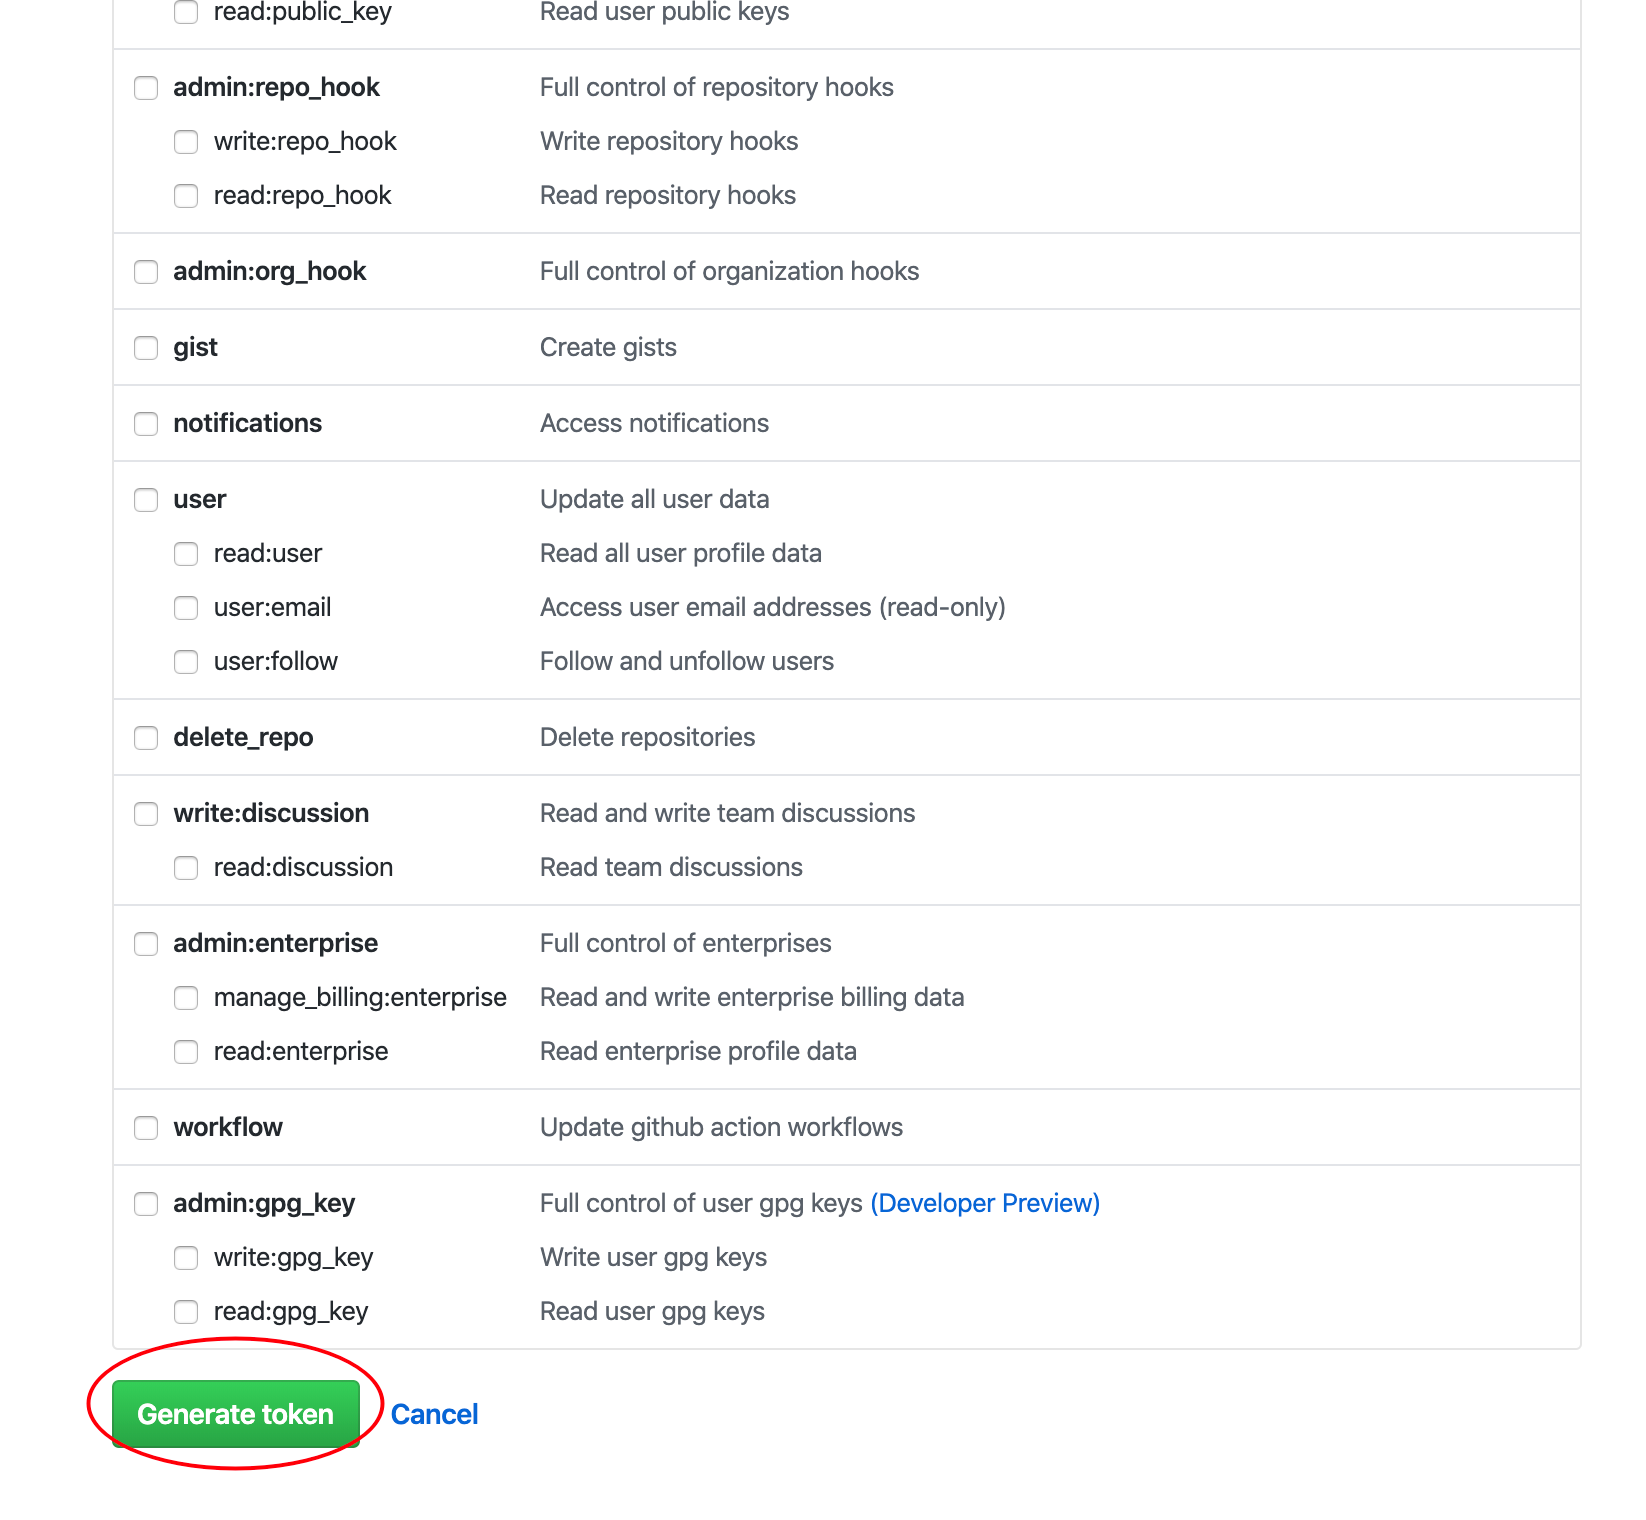 read:public_key Read user public keys
admin:repo_hook Full control of repository hooks
write:repo_hook Write repository hooks
read:repo_hook Read repository hooks
admin:org_hook Full control of organization hooks
gist Create gists
notifications Access notifications
user Update all user data
read:user Read all user profile data
user:email Access user email addresses (read-only)
user:follow Follow and unfollow users
delete_repo Delete repositories
write:discussion Read and write team discussions
read:discussion Read team discussions
admin:enterprise Full control of enterprises
manage_billing:enterprise Read and write enterprise billing data
read:enterprise Read enterprise profile data
workflow Update github action workflows
admin:gpg_key Full control of user gpg keys (Developer Preview)
write:gpg_key Write user gpg keys
read:gpg_key Read user gpg keys
Generate token Cancel